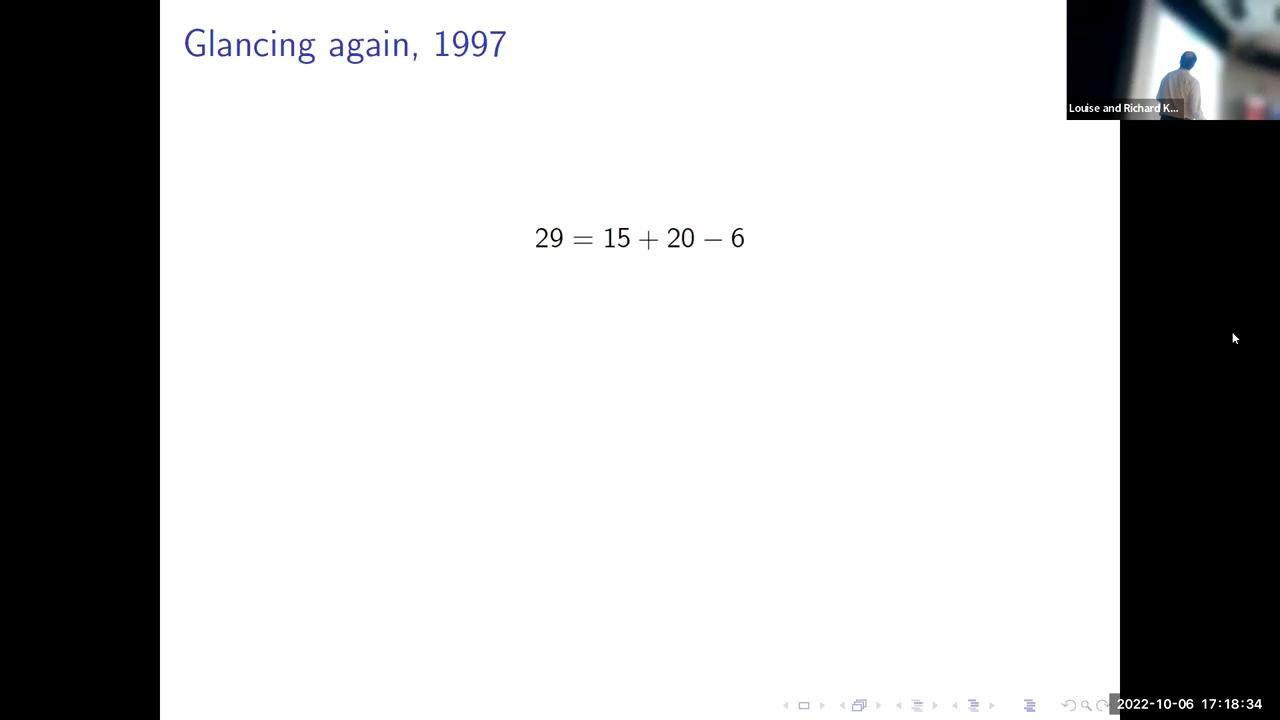 Glancing again, 1997
Louise and Richard K...
29 = 15 + 20 − 6
2022-10-06 17:18:34